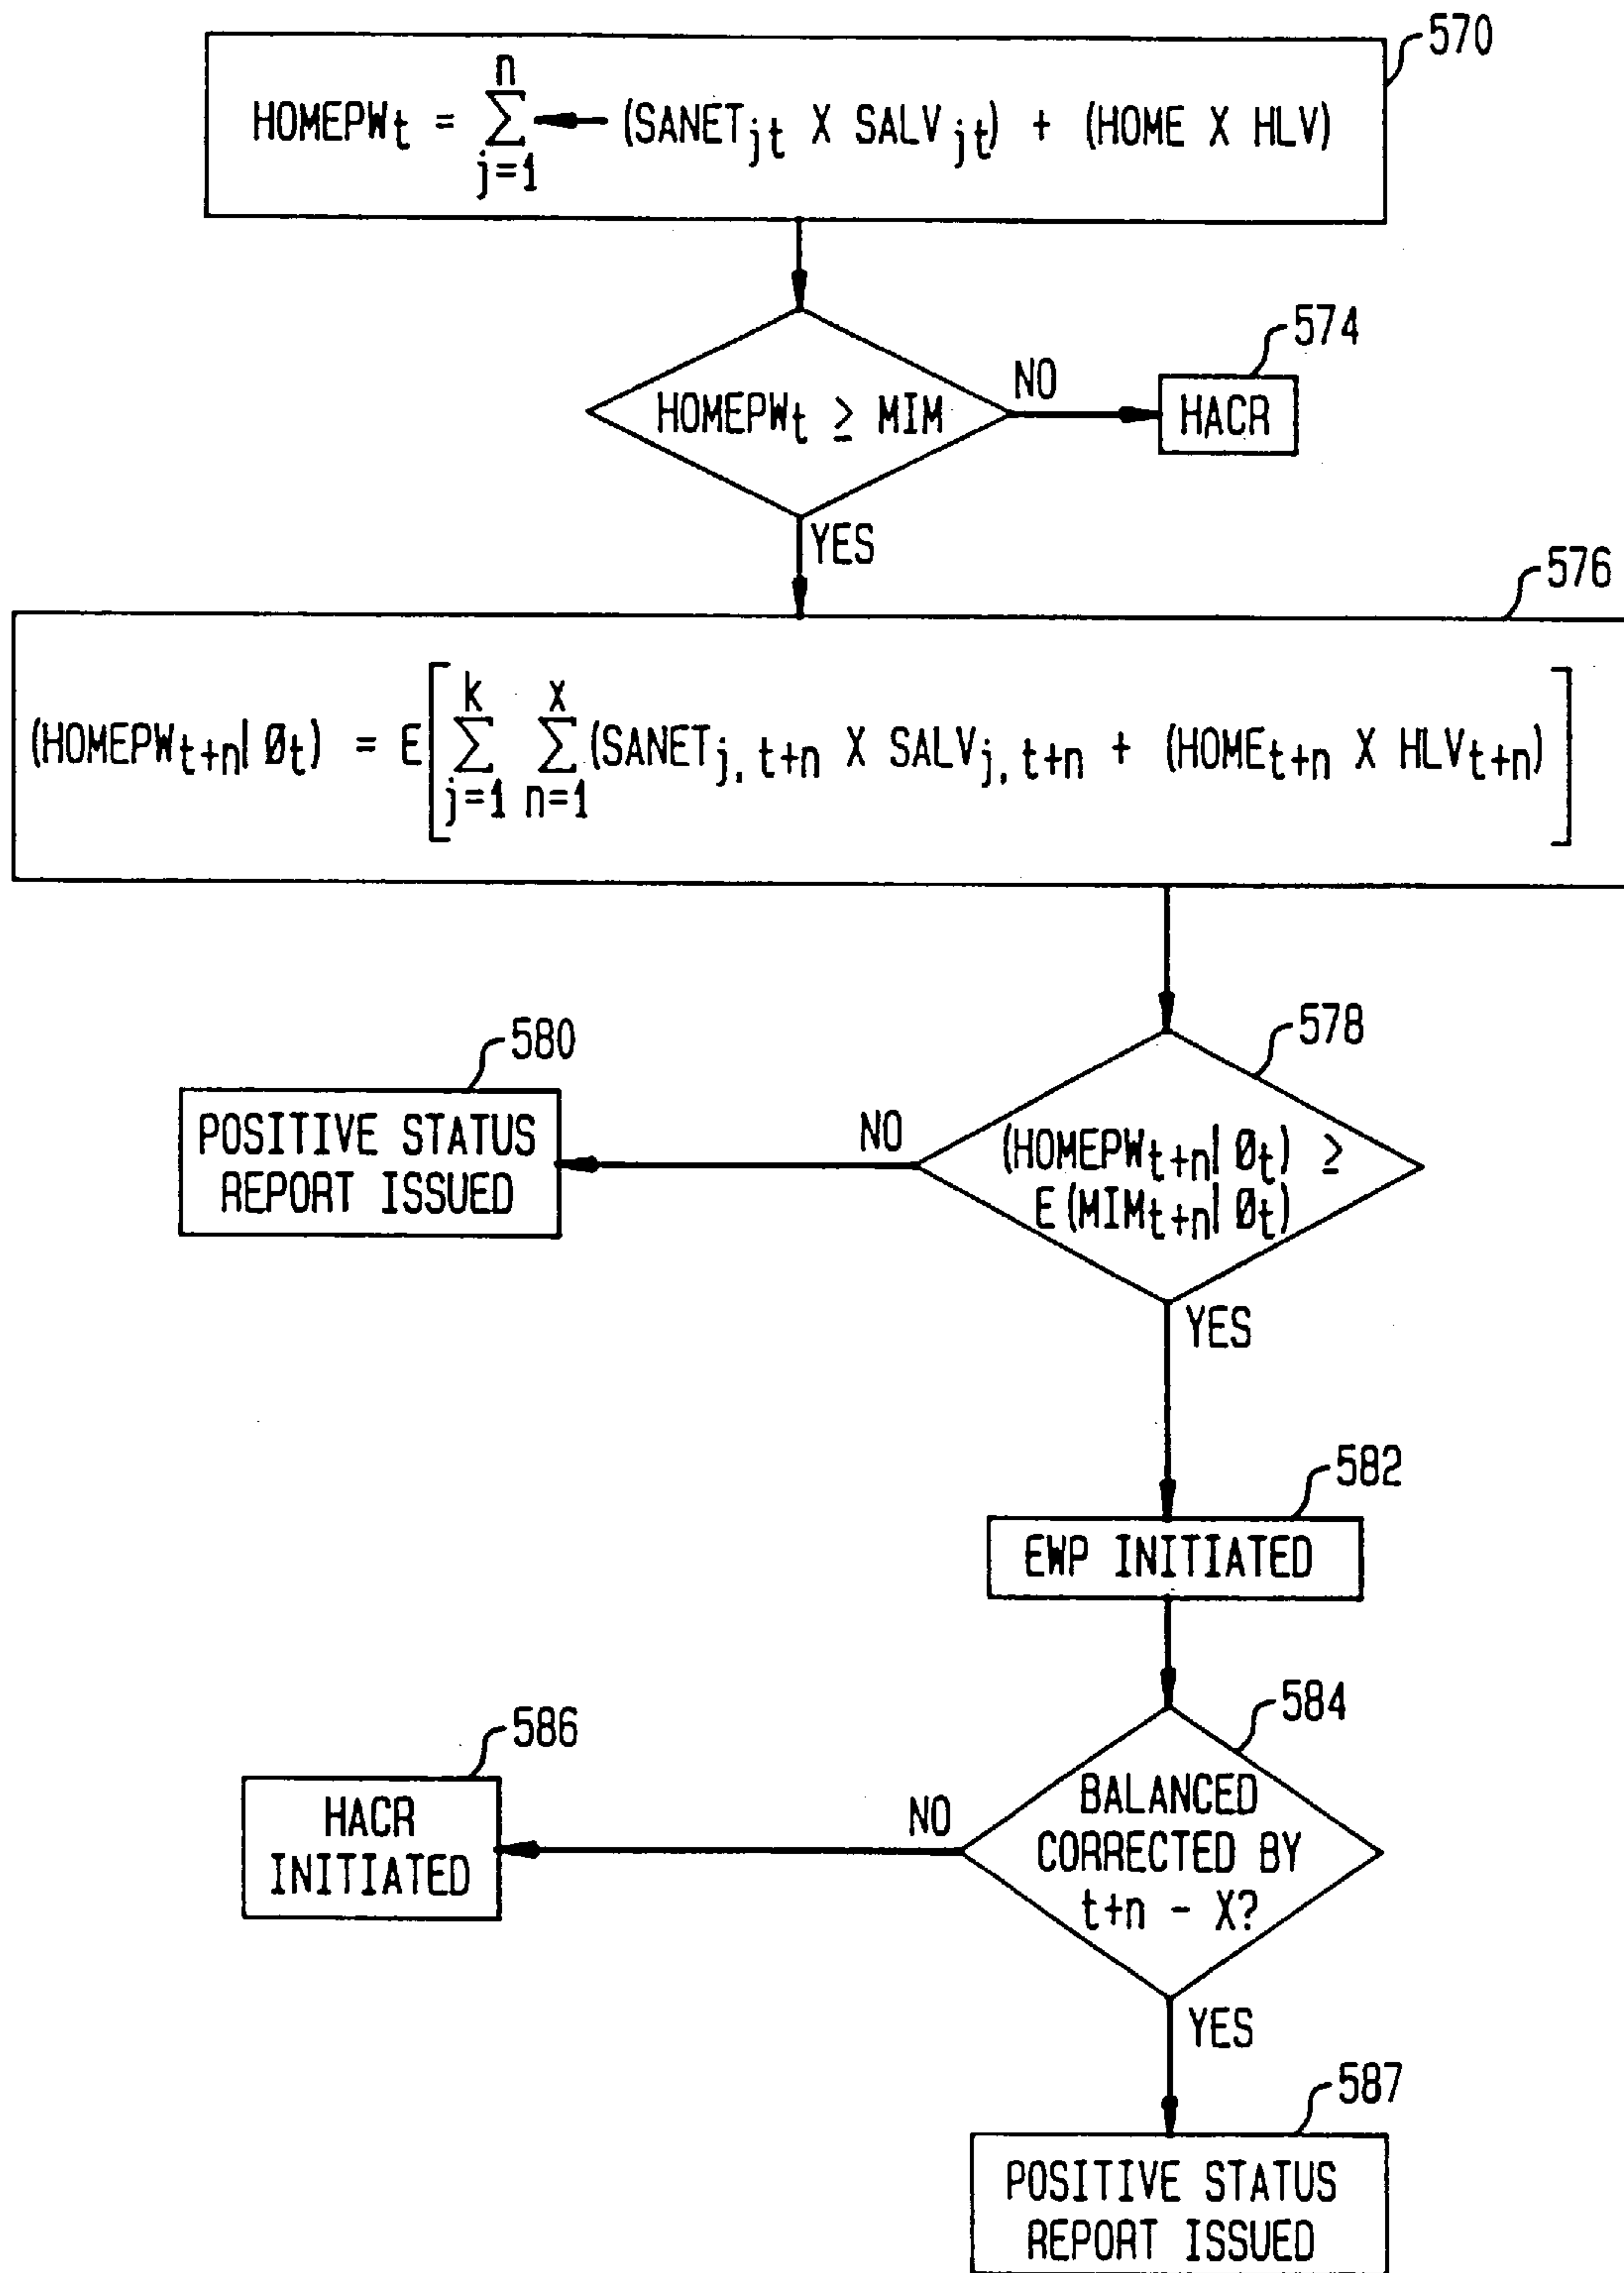 570
HOMEPWt = n∑j=1 (SANETjt X SALVjt) + (HOME X HLV)
574
HOMEPWt ≥ MIM
NO
HACR
YES
576
(HOMEPWt+n| Øt) = E[k∑j=1 x∑n=1 (SANETj, t+n X SALVj, t+n + (HOMEt+n X HLVt+n)]
578
580
POSITIVE STATUS
REPORT ISSUED
NO
(HOMEPWt+n| Øt) ≥
E(MIMt+n| Øt)
YES
582
EWP INITIATED
584
586
HACR
INITIATED
NO
BALANCED
CORRECTED BY
t+n - X?
YES
587
POSITIVE STATUS
REPORT ISSUED